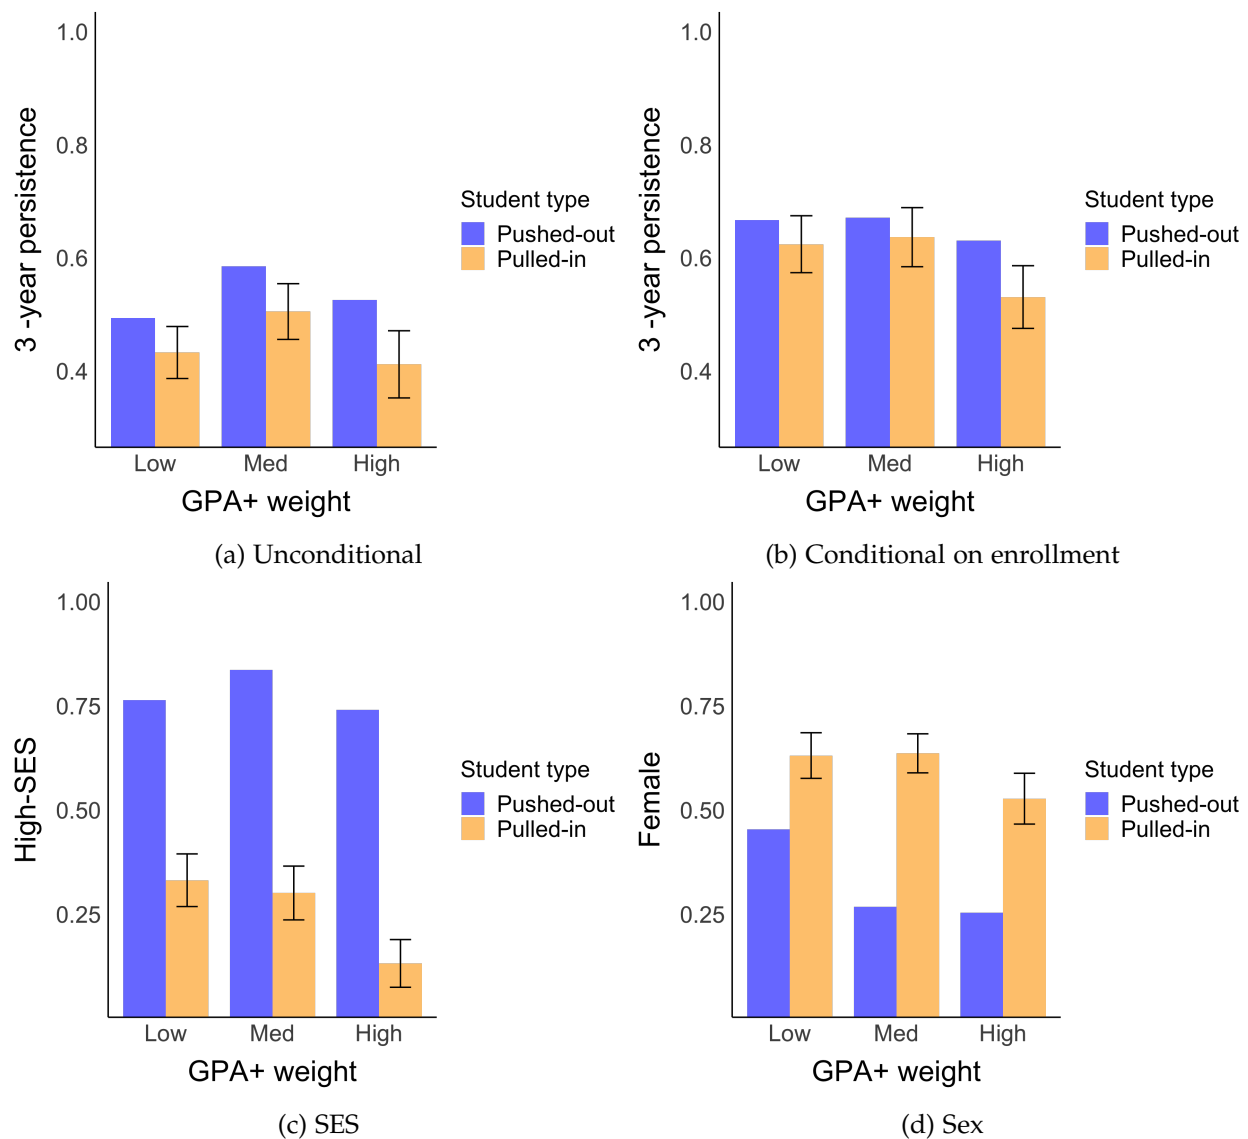 1.0
0.8
0.6
0.4
3 -year persistence
Low Med High
GPA+ weight
Student type
Pushed-out
Pulled-in
(a) Unconditional
1.0
0.8
0.6
0.4
3 -year persistence
Low Med High
GPA+ weight
Student type
Pushed-out
Pulled-in
(b) Conditional on enrollment
1.00
0.75
0.50
0.25
High-SES
Low Med High
GPA+ weight
Student type
Pushed-out
Pulled-in
(c) SES
1.00
0.75
0.50
0.25
Female
Low Med High
GPA+ weight
Student type
Pushed-out
Pulled-in
(d) Sex